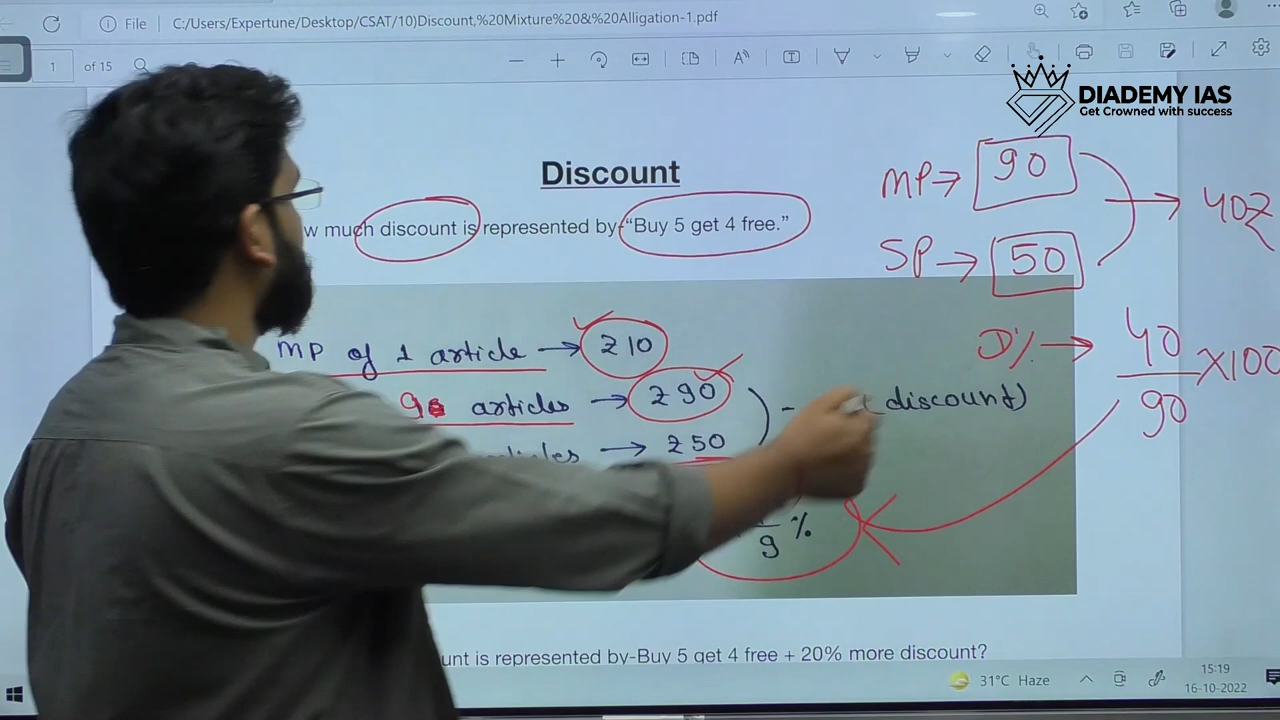 File C:/Users/Expertune/Desktop/CSAT/10)Discount,%20Mixture%20&%20Alligation-1.pdf
1 of 15
DIADEMY IAS
Get Crowned with success
Discount
w much discount is represented by-“Buy 5 get 4 free.”
MP → 90
SP → 50
40₹
MP of 1 article → ₹10
9 articles → ₹90
articles → ₹50
discount)
9 %
D% → 40/90 ×100
unt is represented by-Buy 5 get 4 free + 20% more discount?
31°C Haze
15:19
16-10-2022